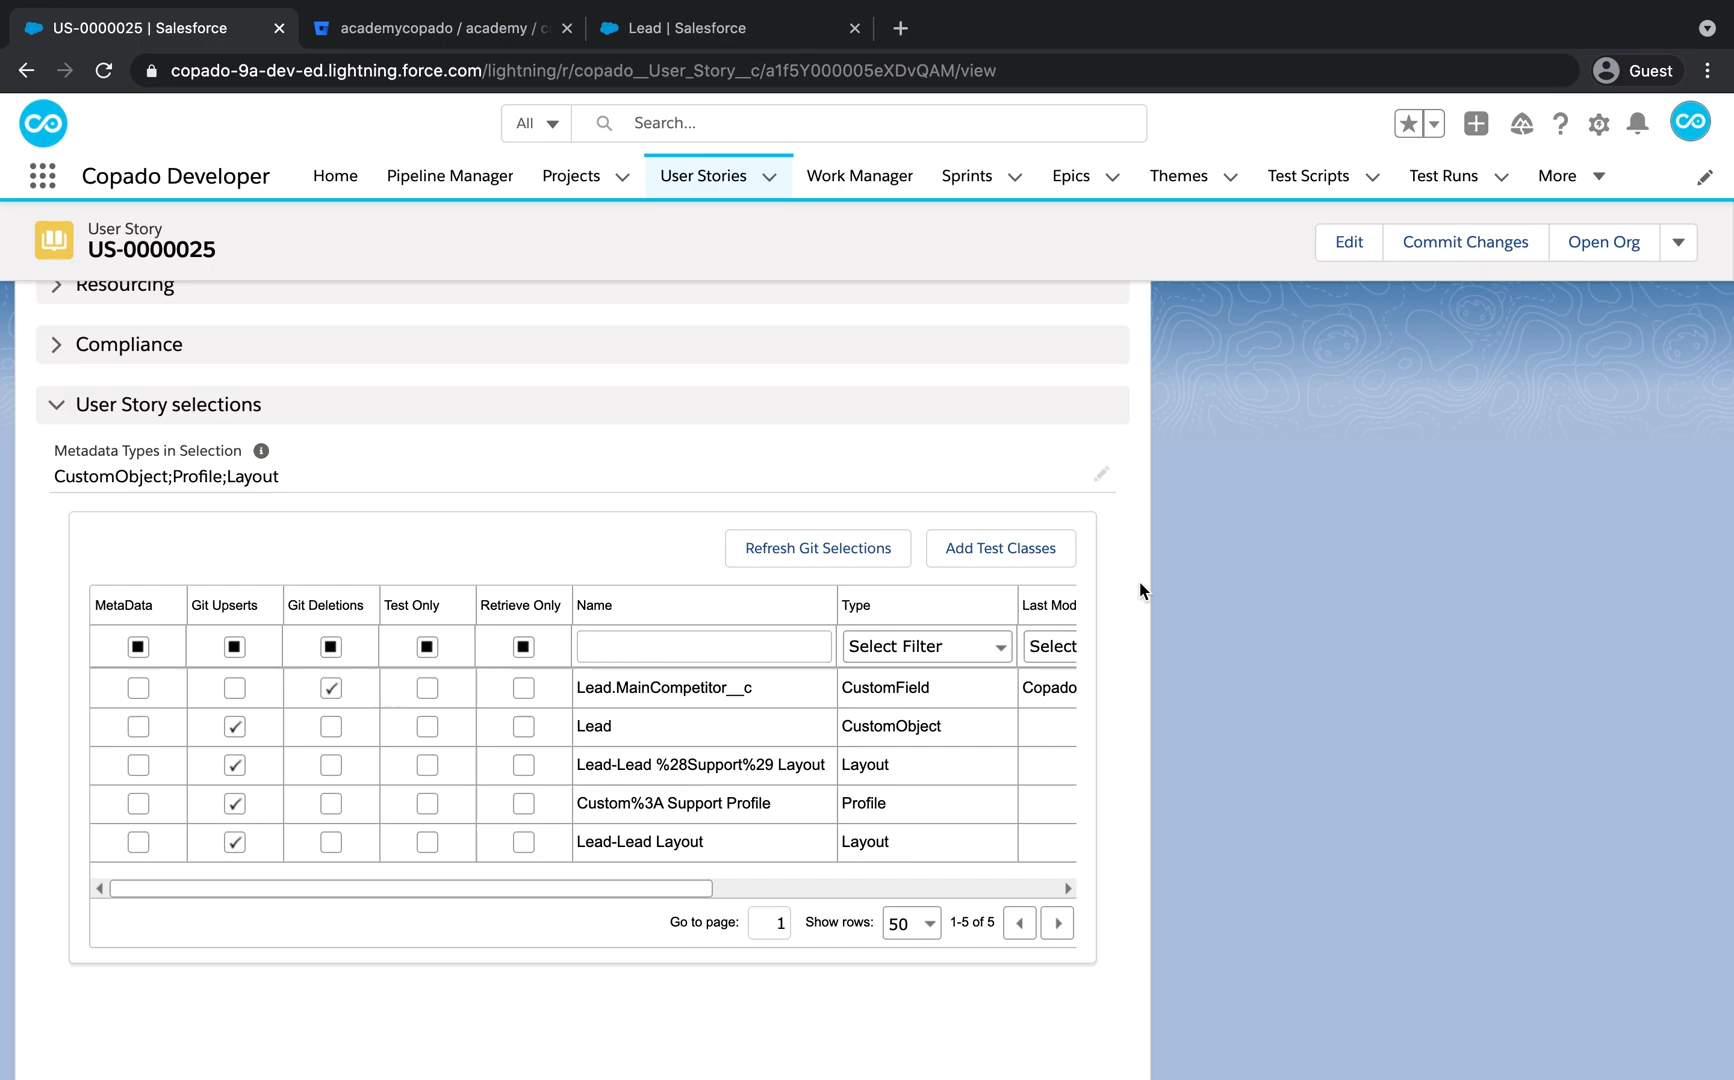 US-0000025 | Salesforce
academycopado / academy / c
Lead | Salesforce
copado-9a-dev-ed.lightning.force.com/lightning/r/copado__User_Story__c/a1f5Y000005eXDvQAM/view
Guest
All
Search...
Copado Developer
Home
Pipeline Manager
Projects
User Stories
Work Manager
Sprints
Epics
Themes
Test Scripts
Test Runs
More
User Story
US-0000025
Edit
Commit Changes
Open Org
Resourcing
Compliance
User Story selections
Metadata Types in Selection
CustomObject;Profile;Layout
Refresh Git Selections
Add Test Classes
MetaData Git Upserts Git Deletions Test Only Retrieve Only Name Type Last Mod
Select Filter Select
Lead.MainCompetitor__c CustomField Copado
Lead CustomObject
Lead-Lead %28Support%29 Layout Layout
Custom%3A Support Profile Profile
Lead-Lead Layout Layout
Go to page: 1 Show rows: 50 1-5 of 5